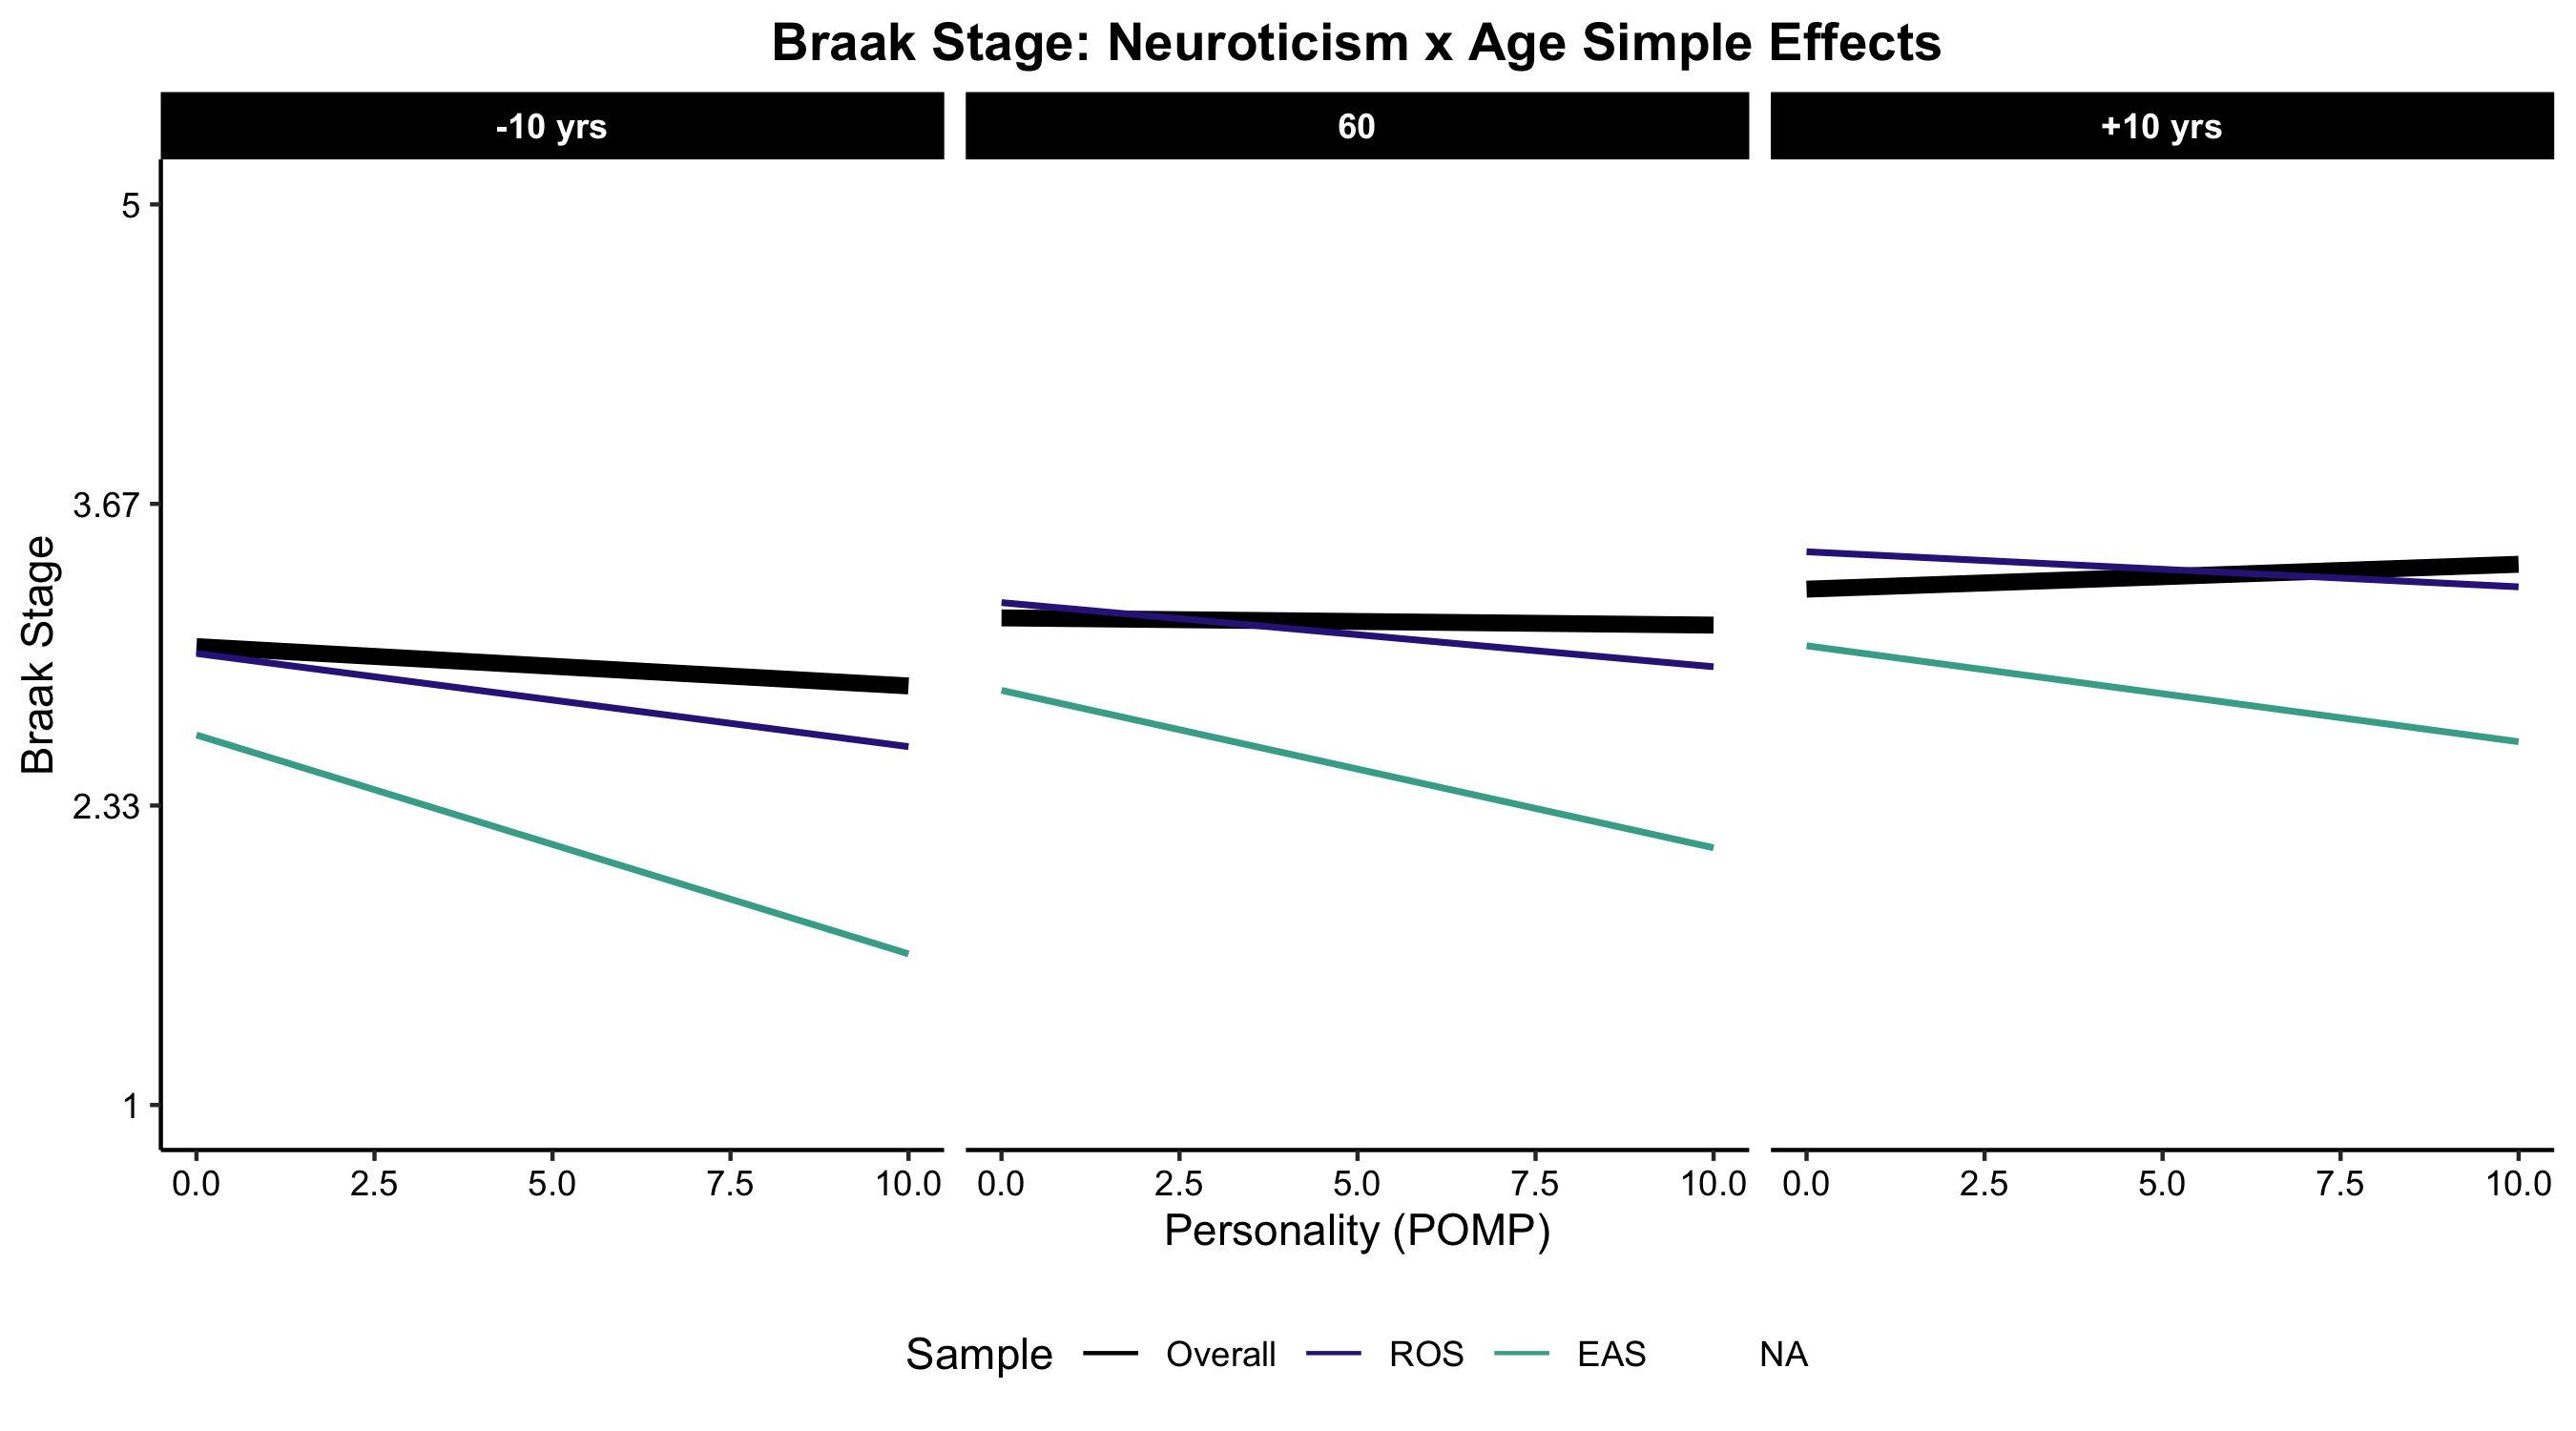 Braak Stage: Neuroticism x Age Simple Effects
-10 yrs
60
+10 yrs
Braak Stage
5
3.67
2.33
1
0.0 2.5 5.0 7.5 10.0
0.0 2.5 5.0 7.5 10.0
0.0 2.5 5.0 7.5 10.0
Personality (POMP)
Sample Overall ROS EAS NA